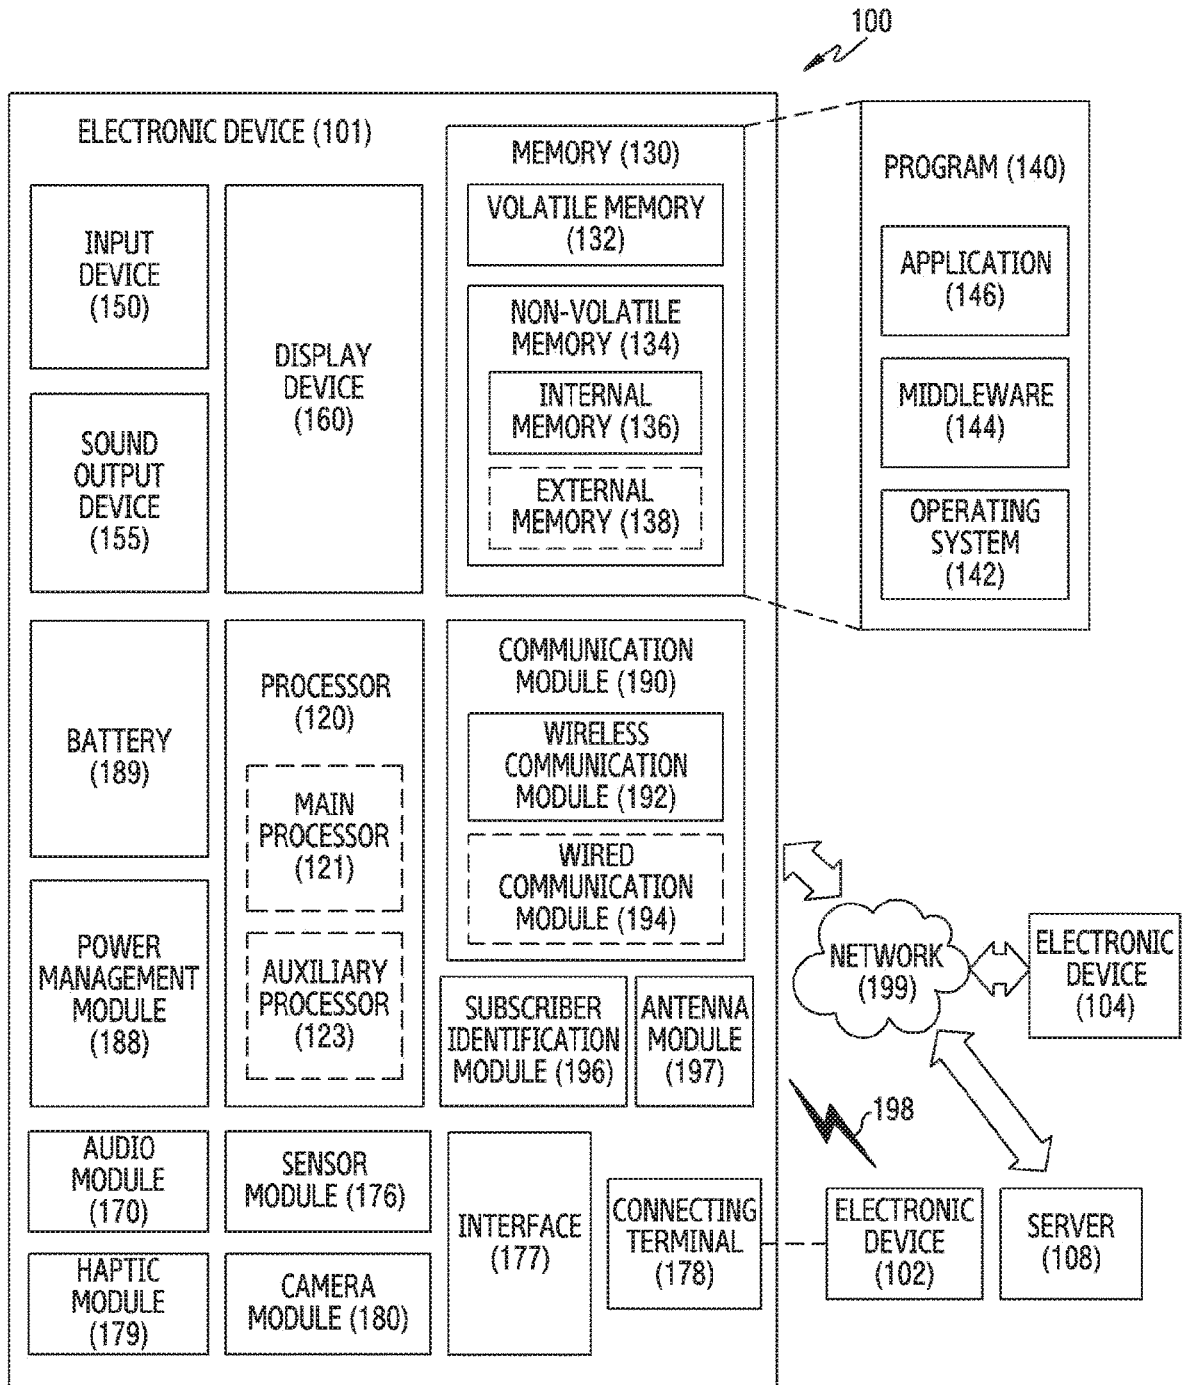 100
ELECTRONIC DEVICE (101)
INPUT
DEVICE
(150)
DISPLAY
DEVICE
(160)
SOUND
OUTPUT
DEVICE
(155)
MEMORY (130)
VOLATILE MEMORY
(132)
NON-VOLATILE
MEMORY (134)
INTERNAL
MEMORY (136)
EXTERNAL
MEMORY (138)
PROGRAM (140)
APPLICATION
(146)
MIDDLEWARE
(144)
OPERATING
SYSTEM
(142)
BATTERY
(189)
PROCESSOR
(120)
MAIN
PROCESSOR
(121)
AUXILIARY
PROCESSOR
(123)
COMMUNICATION
MODULE (190)
WIRELESS
COMMUNICATION
MODULE (192)
WIRED
COMMUNICATION
MODULE (194)
POWER
MANAGEMENT
MODULE
(188)
SUBSCRIBER
IDENTIFICATION
MODULE (196)
ANTENNA
MODULE
(197)
NETWORK
(199)
ELECTRONIC
DEVICE
(104)
198
AUDIO
MODULE
(170)
SENSOR
MODULE (176)
INTERFACE
(177)
CONNECTING
TERMINAL
(178)
ELECTRONIC
DEVICE
(102)
SERVER
(108)
HAPTIC
MODULE
(179)
CAMERA
MODULE (180)